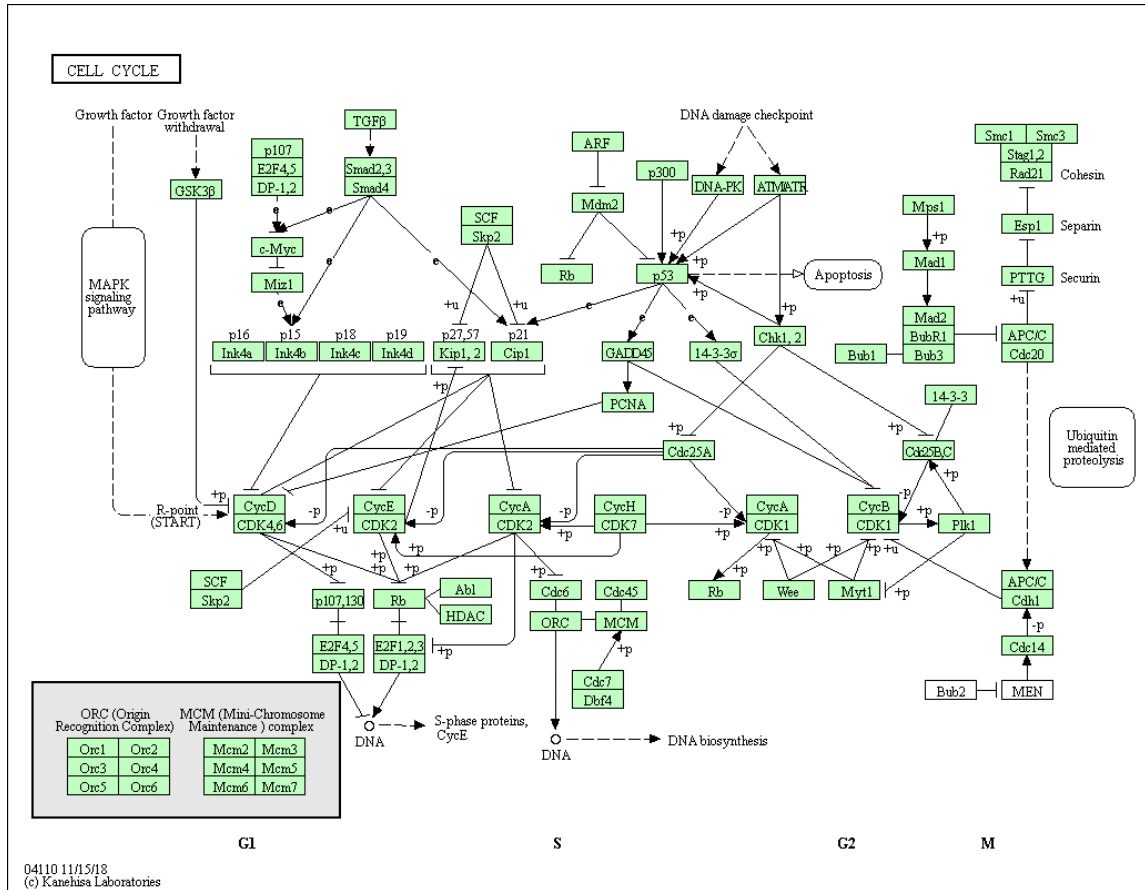 CELL CYCLE
Growth factor
Growth factor
withdrawal
TGFβ
DNA damage checkpoint
p107
E2F4,5
DP-1,2
Smad2,3
Smad4
GSK3β
ARF
p300
DNA-PK
ATM/ATR
Smc1
Smc3
Stag1,2
Rad21
Cohesin
e
e
c-Myc
Miz1
SCF
Skp2
Mdm2
Mps1
+p
Esp1
Separin
e
e
e
+p
Rb
p53
+p
+p
Apoptosis
Mad1
PTTG
Securin
MAPK
signaling
pathway
+u
+u
e
e
e
+p
+u
p16
p15
p18
p19
p27,57
p21
Ink4a
Ink4b
Ink4c
Ink4d
Kip1, 2
Cip1
GADD45
14-3-3σ
Chk1, 2
Mad2
BubR1
Bub3
Bub1
APC/C
Cdc20
+p
PCNA
14-3-3
+p
+p
Cdc25A
Cdc25B,C
Ubiquitin
mediated
proteolysis
R-point
(START)
+p
CycD
CDK4,6
-p
+u
CycE
CDK2
-p
CycA
CDK2
-p
+p
CycH
CDK7
-p
CycA
CDK1
CycB
CDK1
-p
+p
+p
Plk1
+u
SCF
Skp2
+p
+p
+p
+p
+p
+p
+p
+p
+p
p107,130
Rb
Abl
HDAC
Cdc6
Cdc45
ORC
MCM
Rb
Wee
Myt1
+p
APC/C
Cdh1
-p
Cdc14
E2F4,5
DP-1,2
E2F1,2,3
DP-1,2
+p
+p
Cdc7
Dbf4
Bub2
MEN
DNA
S-phase proteins,
CycE
DNA
DNA biosynthesis
ORC (Origin
Recognition Complex)
MCM (Mini-Chromosome
Maintenance ) complex
Orc1
Orc2
Mcm2
Mcm3
Orc3
Orc4
Mcm4
Mcm5
Orc5
Orc6
Mcm6
Mcm7
G1
S
G2
M
04110 11/15/18
(c) Kanehisa Laboratories